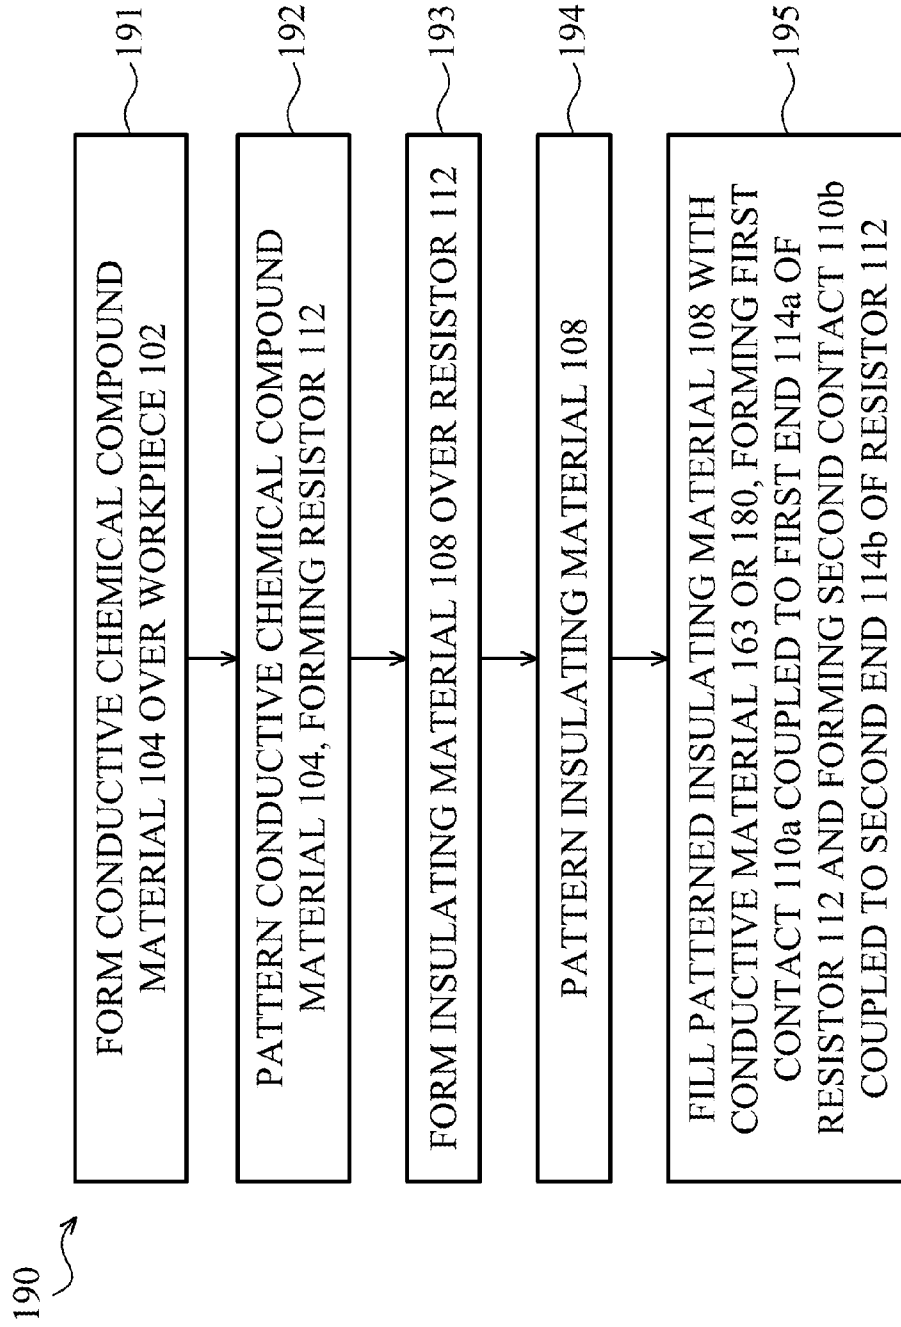 190
FORM CONDUCTIVE CHEMICAL COMPOUND
MATERIAL 104 OVER WORKPIECE 102
191
PATTERN CONDUCTIVE CHEMICAL COMPOUND
MATERIAL 104, FORMING RESISTOR 112
192
FORM INSULATING MATERIAL 108 OVER RESISTOR 112
193
PATTERN INSULATING MATERIAL 108
194
FILL PATTERNED INSULATING MATERIAL 108 WITH
CONDUCTIVE MATERIAL 163 OR 180, FORMING FIRST
CONTACT 110a COUPLED TO FIRST END 114a OF
RESISTOR 112 AND FORMING SECOND CONTACT 110b
COUPLED TO SECOND END 114b OF RESISTOR 112
195